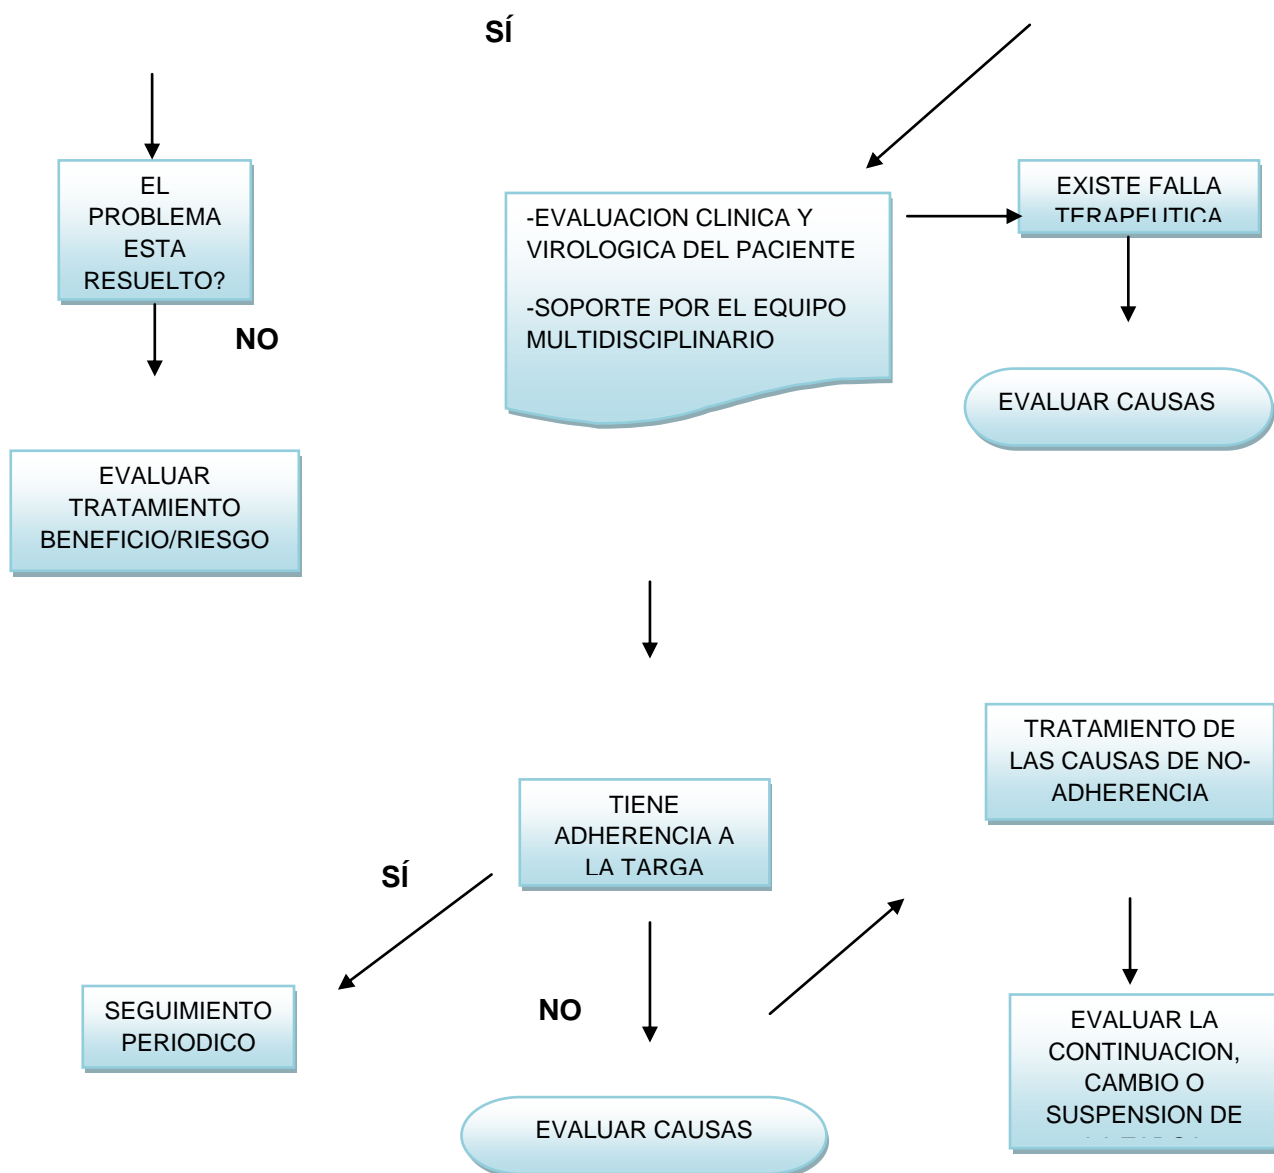 SÍ
EL
PROBLEMA
ESTA
RESUELTO?
NO
EVALUAR
TRATAMIENTO
BENEFICIO/RIESGO
-EVALUACION CLINICA Y
VIROLOGICA DEL PACIENTE
-SOPORTE POR EL EQUIPO
MULTIDISCIPLINARIO
EXISTE FALLA
TERAPEUTICA
EVALUAR CAUSAS
TIENE
ADHERENCIA A
LA TARGA
SÍ
SEGUIMIENTO
PERIODICO
NO
EVALUAR CAUSAS
TRATAMIENTO DE
LAS CAUSAS DE NO-
ADHERENCIA
EVALUAR LA
CONTINUACION,
CAMBIO O
SUSPENSION DE